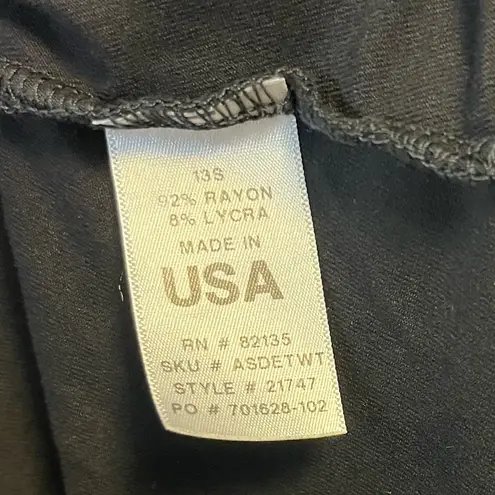 13S
92% RAYON
8% LYCRA
MADE IN
USA
RN # 82135
SKU # ASDETWT
STYLE # 21747
PO # 701628-102